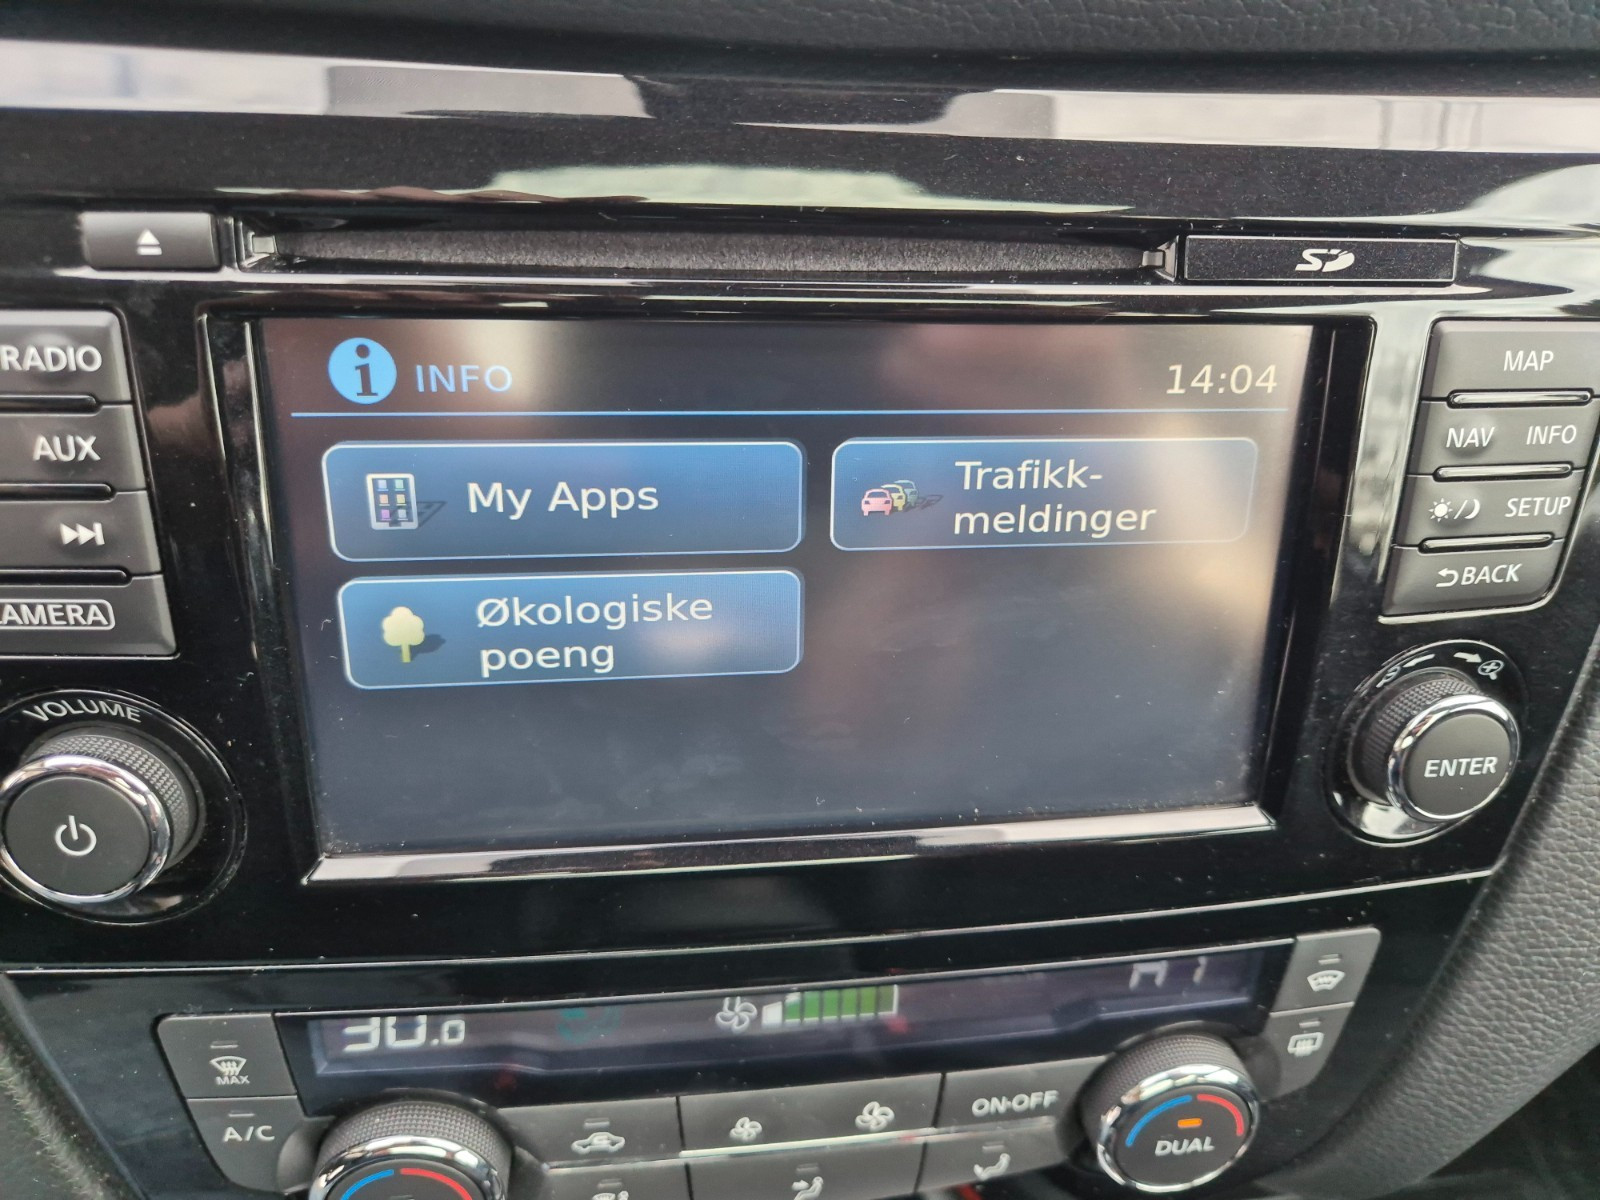 SD
RADIO
AUX
CAMERA
VOLUME
INFO
14:04
My Apps
Trafikk-
meldinger
Økologiske
poeng
MAP
NAV INFO
SETUP
BACK
ENTER
30.0
MAX
A/C
ON·OFF
DUAL